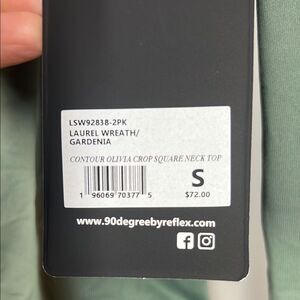 LSW92838-2PK
LAUREL WREATH/
GARDENIA
CONTOUR OLIVIA CROP SQUARE NECK TOP
1 96069 70377 5
S
$72.00
www.90degreebyreflex.com